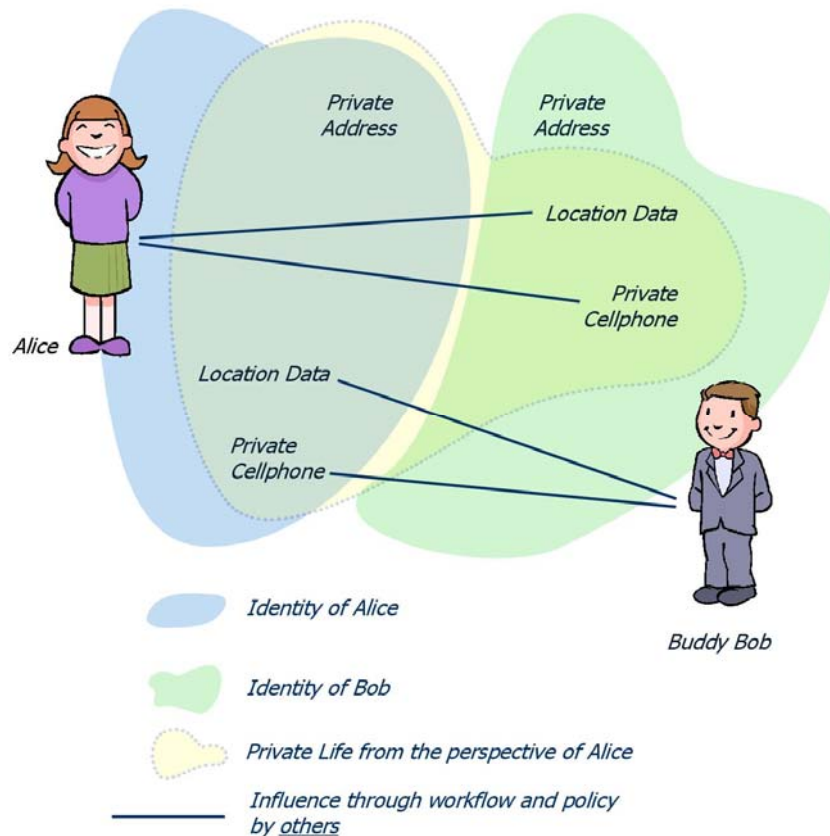 Private
Address
Private
Address
Location Data
Private
Cellphone
Alice
Location Data
Private
Cellphone
Buddy Bob
Identity of Alice
Identity of Bob
Private Life from the perspective of Alice
Influence through workflow and policy
by others